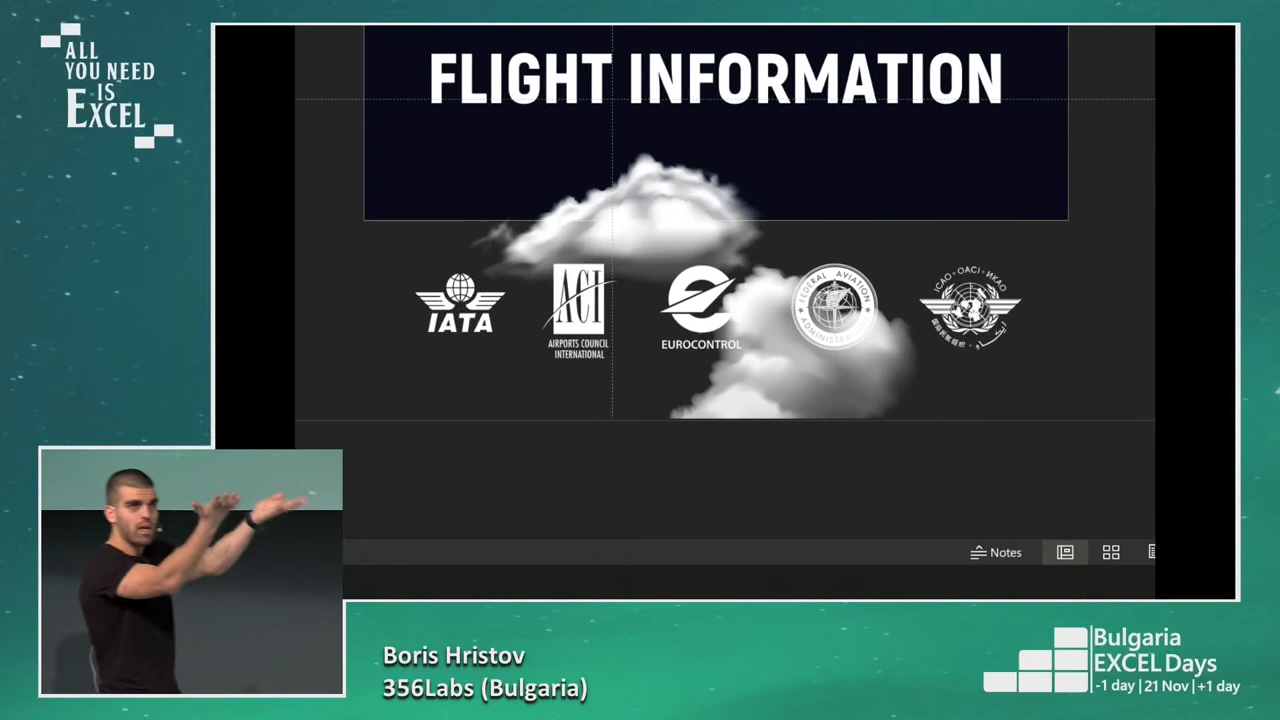 ALL
YOU NEED
IS
EXCEL
FLIGHT INFORMATION
IATA
ACI
AIRPORTS COUNCIL
INTERNATIONAL
EUROCONTROL
FEDERAL AVIATION
ADMINISTRATION
ICAO · OACI · ИКАО
Notes
Boris Hristov
356Labs (Bulgaria)
Bulgaria
EXCEL Days
-1 day | 21 Nov | +1 day